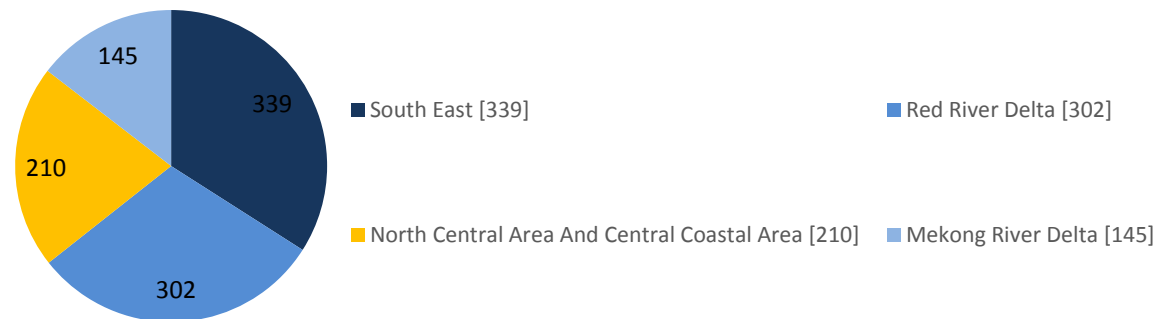 145
339
210
302
South East [339]
Red River Delta [302]
North Central Area And Central Coastal Area [210]
Mekong River Delta [145]